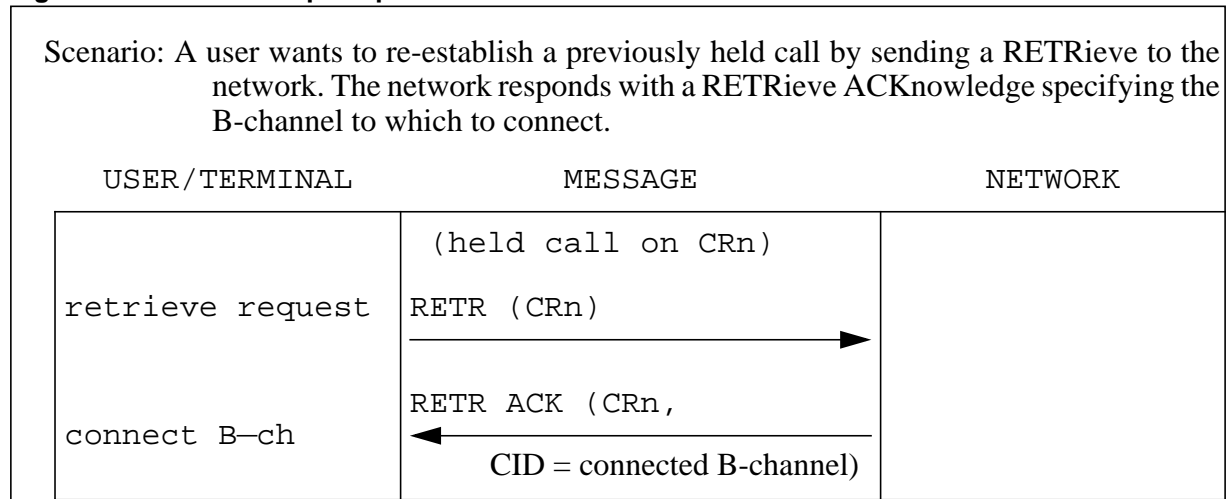 Scenario: A user wants to re-establish a previously held call by sending a RETRieve to the
network. The network responds with a RETRieve ACKnowledge specifying the
B-channel to which to connect.
USER/TERMINAL MESSAGE NETWORK
(held call on CRn)
retrieve request RETR (CRn)
RETR ACK (CRn,
connect B—ch
CID = connected B-channel)